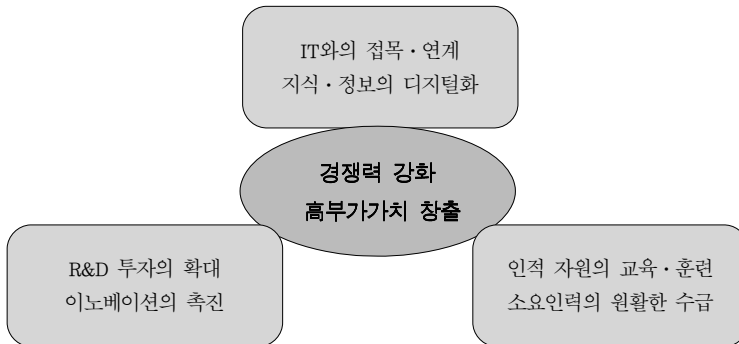 IT와의 접목·연계
지식·정보의 디지털화
경쟁력 강화
高부가가치 창출
R&D 투자의 확대
이노베이션의 촉진
인적 자원의 교육·훈련
소요인력의 원활한 수급